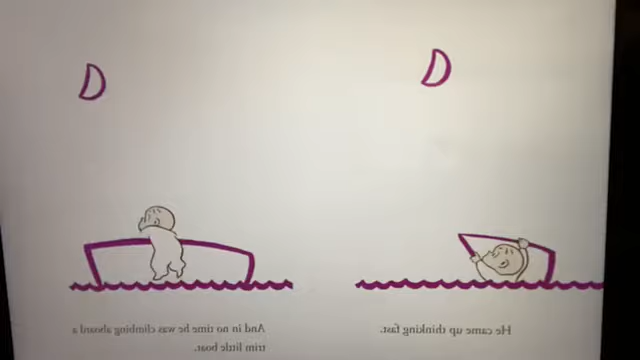 He came up thinking fast.
And in no time he was climbing aboard a
trim little boat.